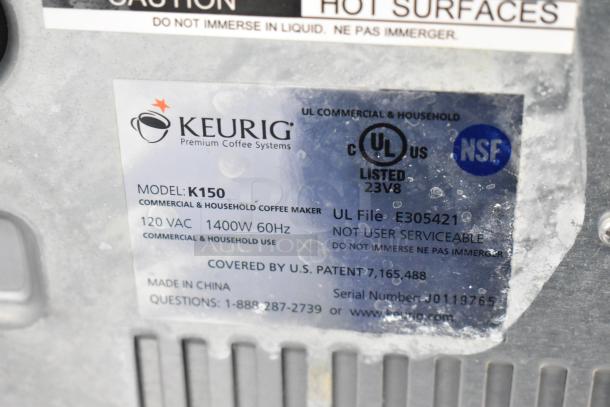 CAUTION HOT SURFACES
DO NOT IMMERSE IN LIQUID. NE PAS IMMERGER.
UL COMMERCIAL & HOUSEHOLD
KEURIG
Premium Coffee Systems
C UL US
LISTED
23V8
NSF
MODEL: K150
COMMERCIAL & HOUSEHOLD COFFEE MAKER
120 VAC 1400W 60Hz
COMMERCIAL & HOUSEHOLD USE
UL File E305421
NOT USER SERVICEABLE
DO NOT IMMERSE NE PAS IMMERGER
COVERED BY U.S. PATENT 7,165,488
MADE IN CHINA
Serial Number: J0119765
QUESTIONS: 1-888-287-2739 or www.keurig.com